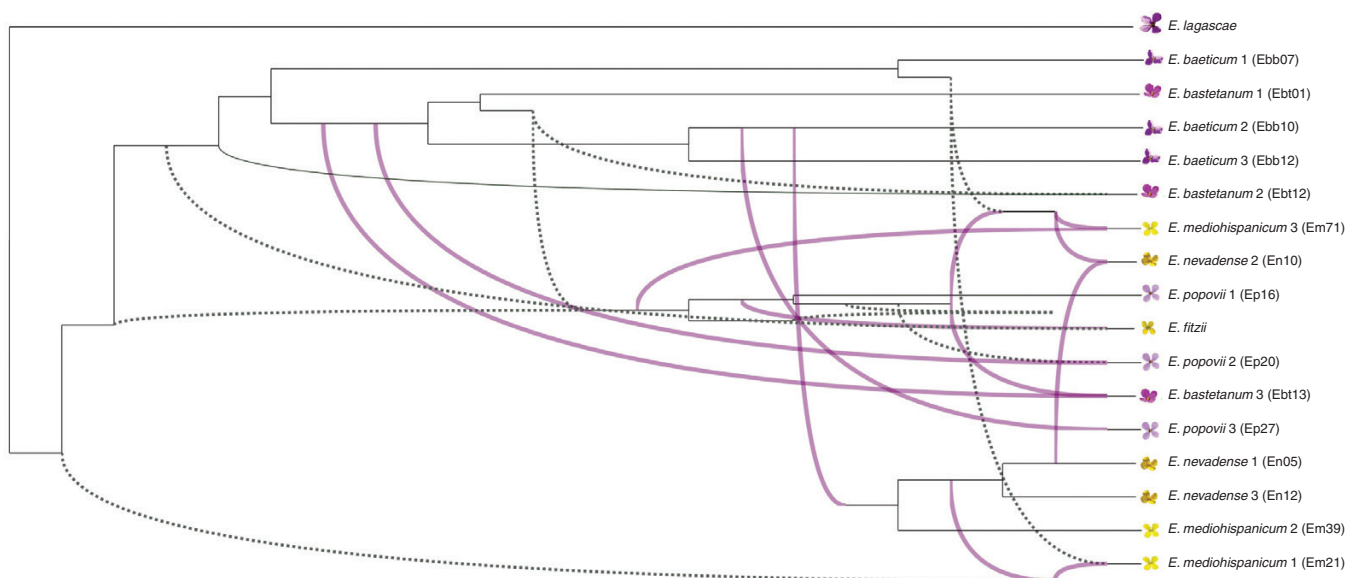 E. lagascae
E. baeticum 1 (Ebb07)
E. bastetanum 1 (Ebt01)
E. baeticum 2 (Ebb10)
E. baeticum 3 (Ebb12)
E. bastetanum 2 (Ebt12)
E. mediohispanicum 3 (Em71)
E. nevadense 2 (En10)
E. popovii 1 (Ep16)
E. fitzii
E. popovii 2 (Ep20)
E. bastetanum 3 (Ebt13)
E. popovii 3 (Ep27)
E. nevadense 1 (En05)
E. nevadense 3 (En12)
E. mediohispanicum 2 (Em39)
E. mediohispanicum 1 (Em21)